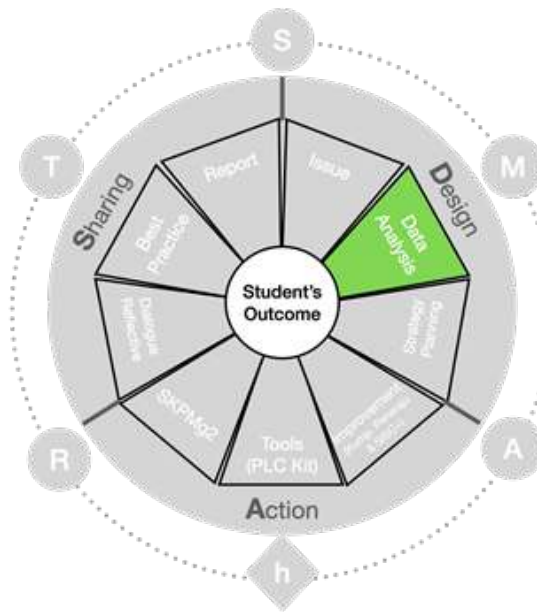 S
T
M
Sharing
Design
Report
Issue
Best
Practice
Data
Analysis
Student's
Outcome
Dialogue
Reflective
Strategy
Planning
SKPMg2
Tools
(PLC Kit)
Improvement
R
A
Action
h